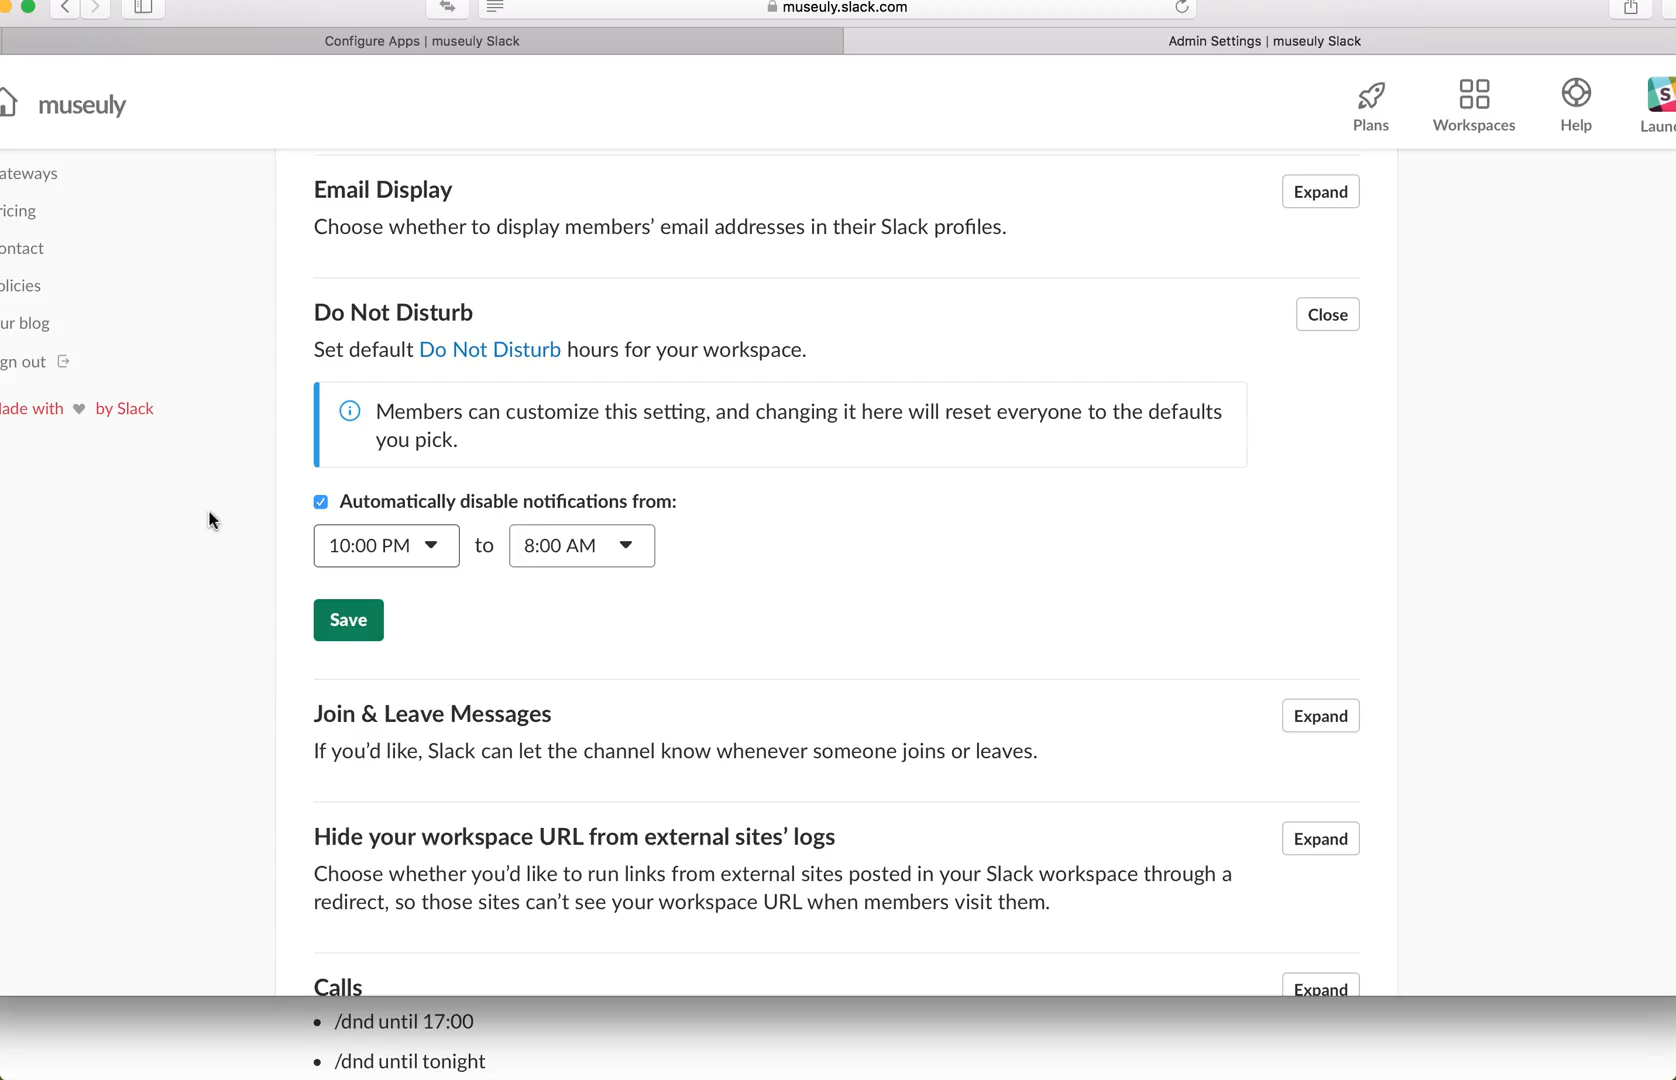 museuly.slack.com
Configure Apps | museuly Slack
Admin Settings | museuly Slack
museuly
Plans
Workspaces
Help
Laun
ateways
ricing
ontact
olicies
ur blog
gn out
lade with ♥ by Slack
Email Display
Expand
Choose whether to display members’ email addresses in their Slack profiles.
Do Not Disturb
Close
Set default Do Not Disturb hours for your workspace.
Members can customize this setting, and changing it here will reset everyone to the defaults
you pick.
Automatically disable notifications from:
10:00 PM to 8:00 AM
Save
Join & Leave Messages
Expand
If you’d like, Slack can let the channel know whenever someone joins or leaves.
Hide your workspace URL from external sites’ logs
Expand
Choose whether you’d like to run links from external sites posted in your Slack workspace through a
redirect, so those sites can’t see your workspace URL when members visit them.
Calls
Expand
• /dnd until 17:00
• /dnd until tonight